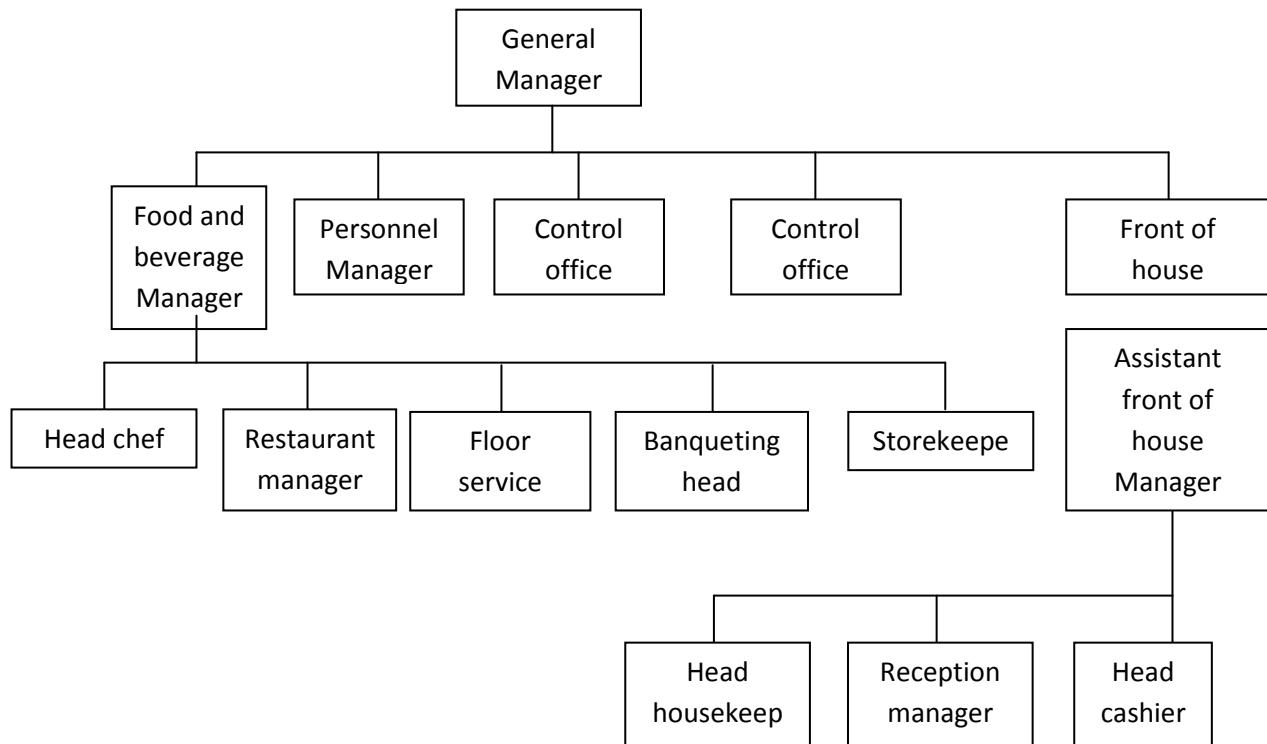 General
Manager
Food and
beverage
Manager
Personnel
Manager
Control
office
Control
office
Front of
house
Head chef
Restaurant
manager
Floor
service
Banqueting
head
Storekeepe
Assistant
front of
house
Manager
Head
housekeep
Reception
manager
Head
cashier